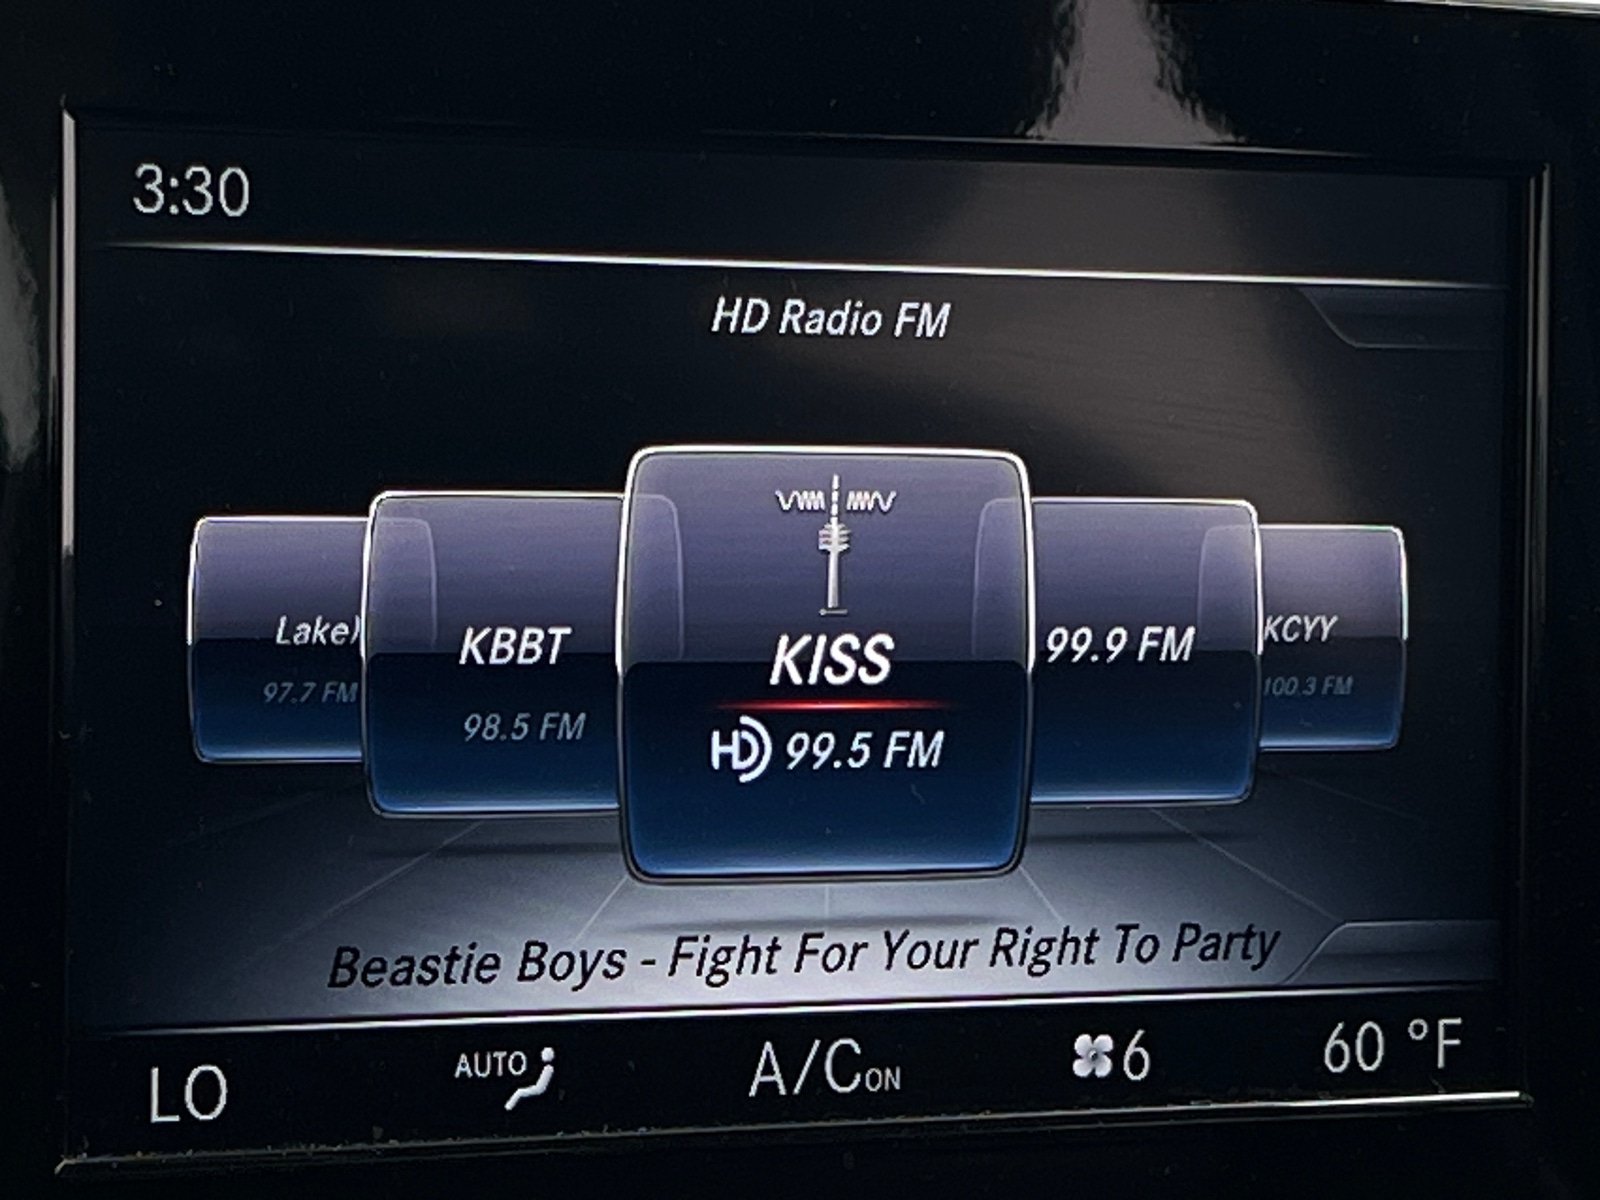 3:30
HD Radio FM
Lake
97.7 FM
KBBT
98.5 FM
KISS
HD 99.5 FM
99.9 FM
KCYY
100.3 FM
Beastie Boys - Fight For Your Right To Party
LO AUTO A/C ON 6 60 °F